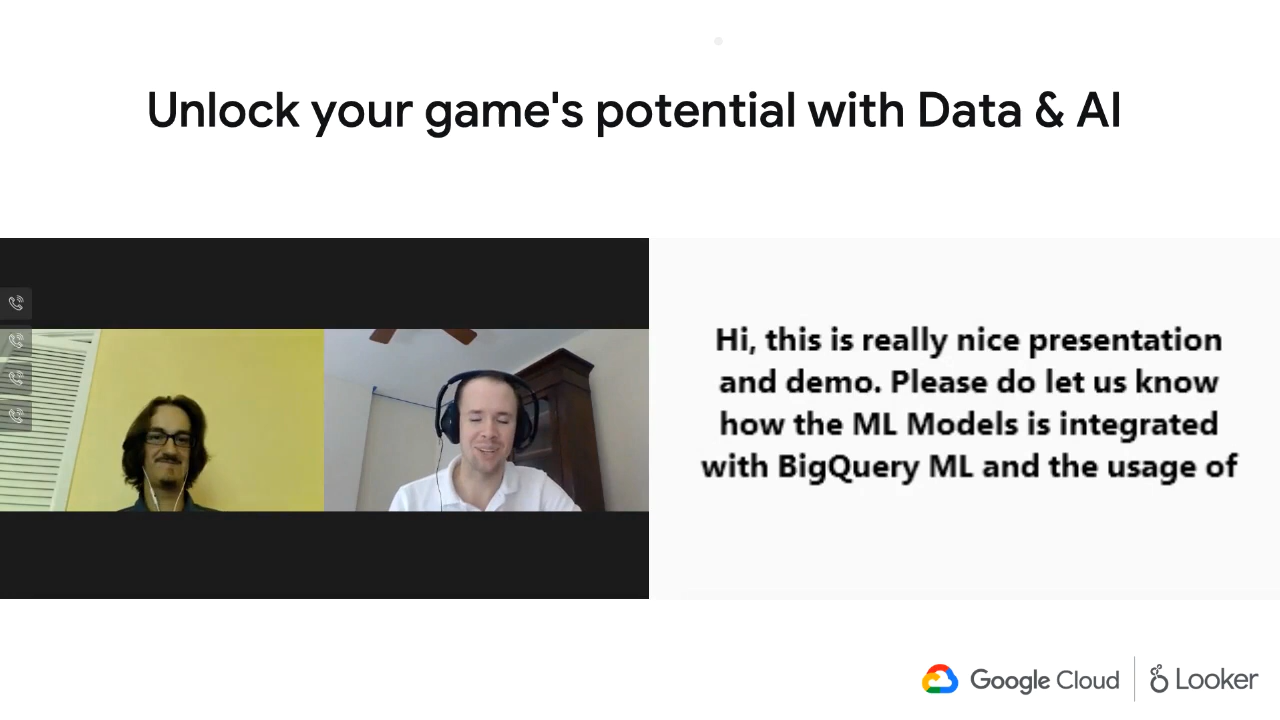 Unlock your game's potential with Data & AI
Hi, this is really nice presentation
and demo. Please do let us know
how the ML Models is integrated
with BigQuery ML and the usage of
Google Cloud
Looker